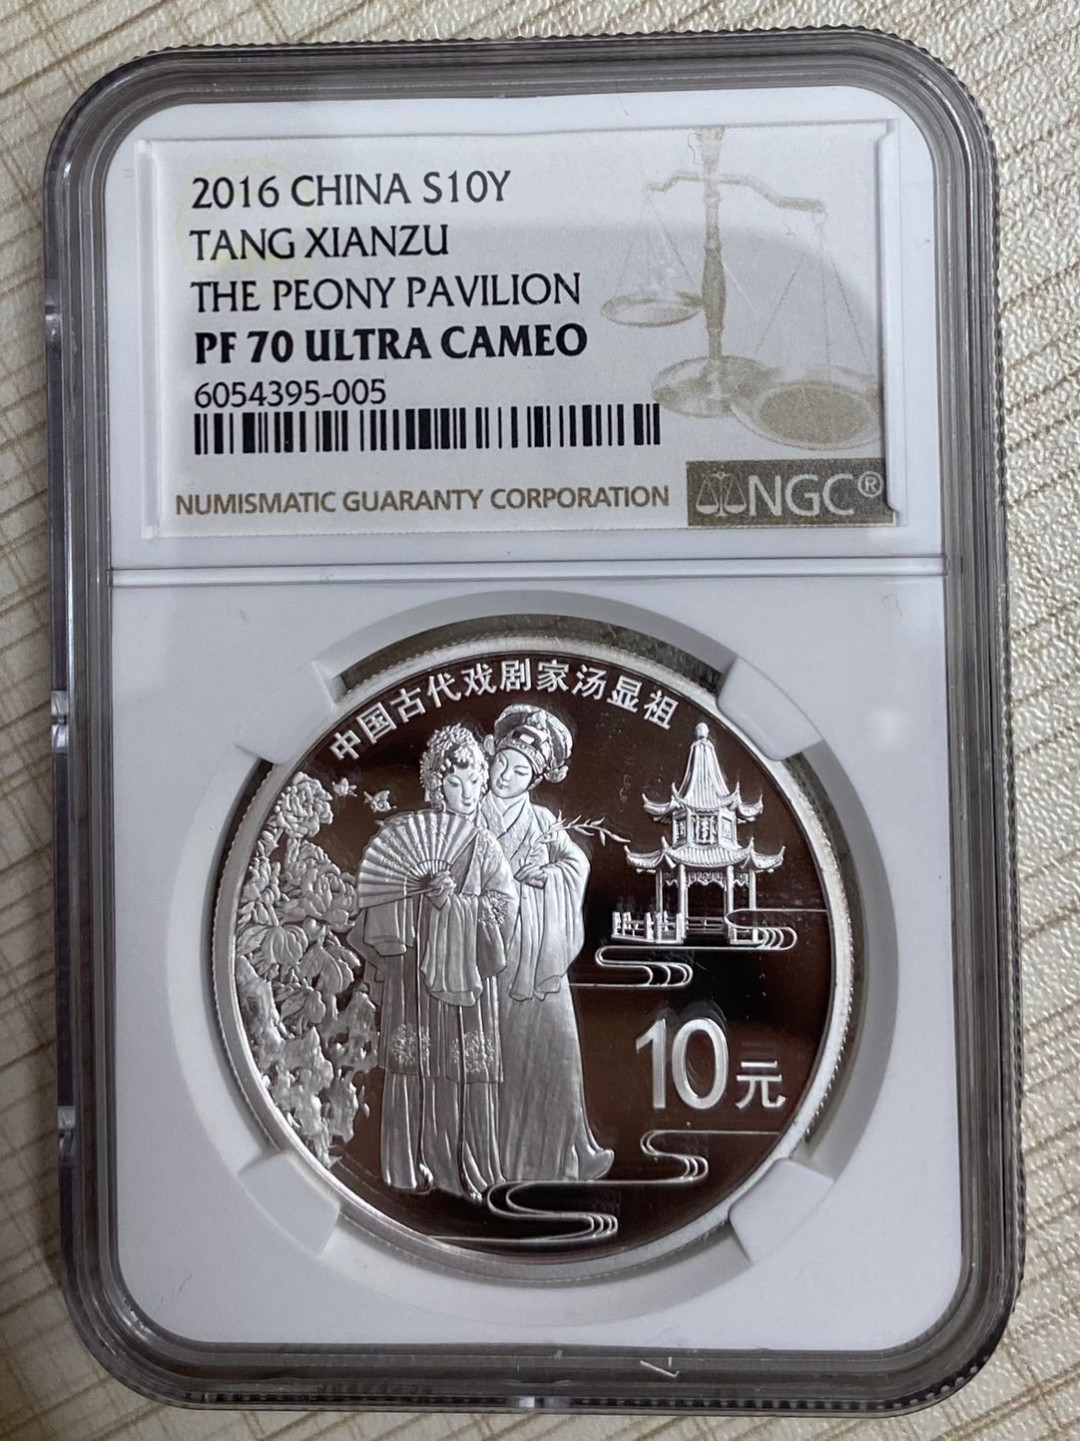 2016 CHINA S10Y
TANG XIANZU
THE PEONY PAVILION
PF 70 ULTRA CAMEO
6054395-005
NUMISMATIC GUARANTY CORPORATION
NGC®
中国古代戏剧家汤显祖
10元